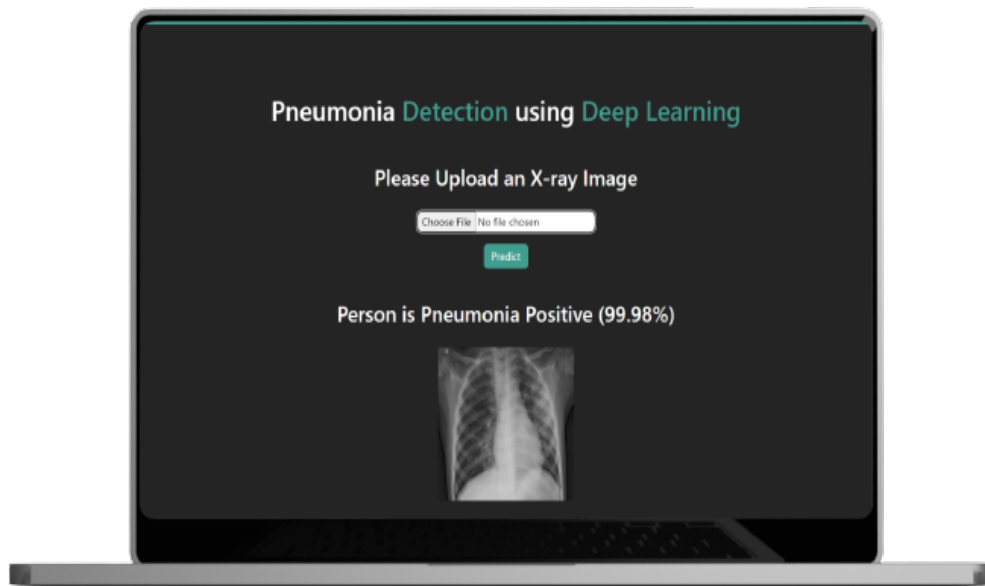 Pneumonia Detection using Deep Learning
Please Upload an X-ray Image
Choose File No file chosen
Predict
Person is Pneumonia Positive (99.98%)